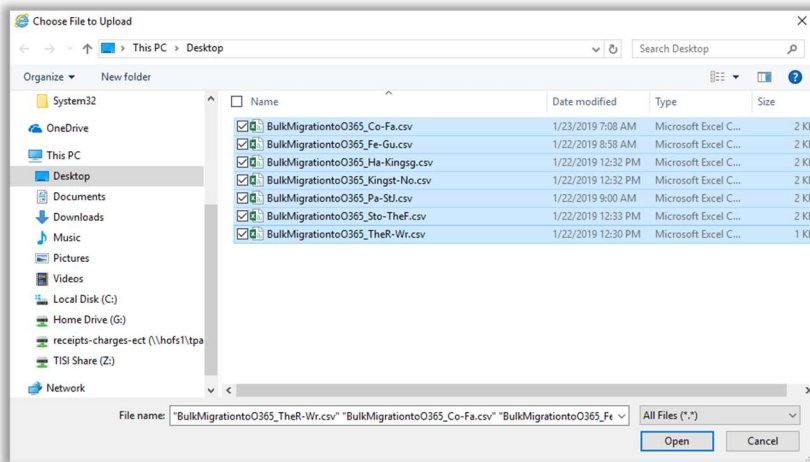 Choose File to Upload
This PC > Desktop
Search Desktop
Organize
New folder
System32
OneDrive
This PC
Desktop
Documents
Downloads
Music
Pictures
Videos
Local Disk (C:)
Home Drive (G:)
receipts-charges-ect (\\hofs1\tpa
TISI Share (Z:)
Network
Name Date modified Type Size
BulkMigrationtoO365_Co-Fa.csv 1/23/2019 7:08 AM Microsoft Excel C... 2 K
BulkMigrationtoO365_Fe-Gu.csv 1/22/2019 8:58 AM Microsoft Excel C... 2 K
BulkMigrationtoO365_Ha-Kingsg.csv 1/22/2019 12:32 PM Microsoft Excel C... 2 K
BulkMigrationtoO365_Kingst-No.csv 1/22/2019 12:32 PM Microsoft Excel C... 2 K
BulkMigrationtoO365_Pa-StJ.csv 1/22/2019 9:00 AM Microsoft Excel C... 2 K
BulkMigrationtoO365_Sto-TheF.csv 1/22/2019 12:33 PM Microsoft Excel C... 2 K
BulkMigrationtoO365_TheR-Wr.csv 1/22/2019 12:30 PM Microsoft Excel C... 1 K
File name: "BulkMigrationtoO365_TheR-Wr.csv" "BulkMigrationtoO365_Co-Fa.csv" "BulkMigrationtoO365_Fe
All Files (*.*)
Open
Cancel